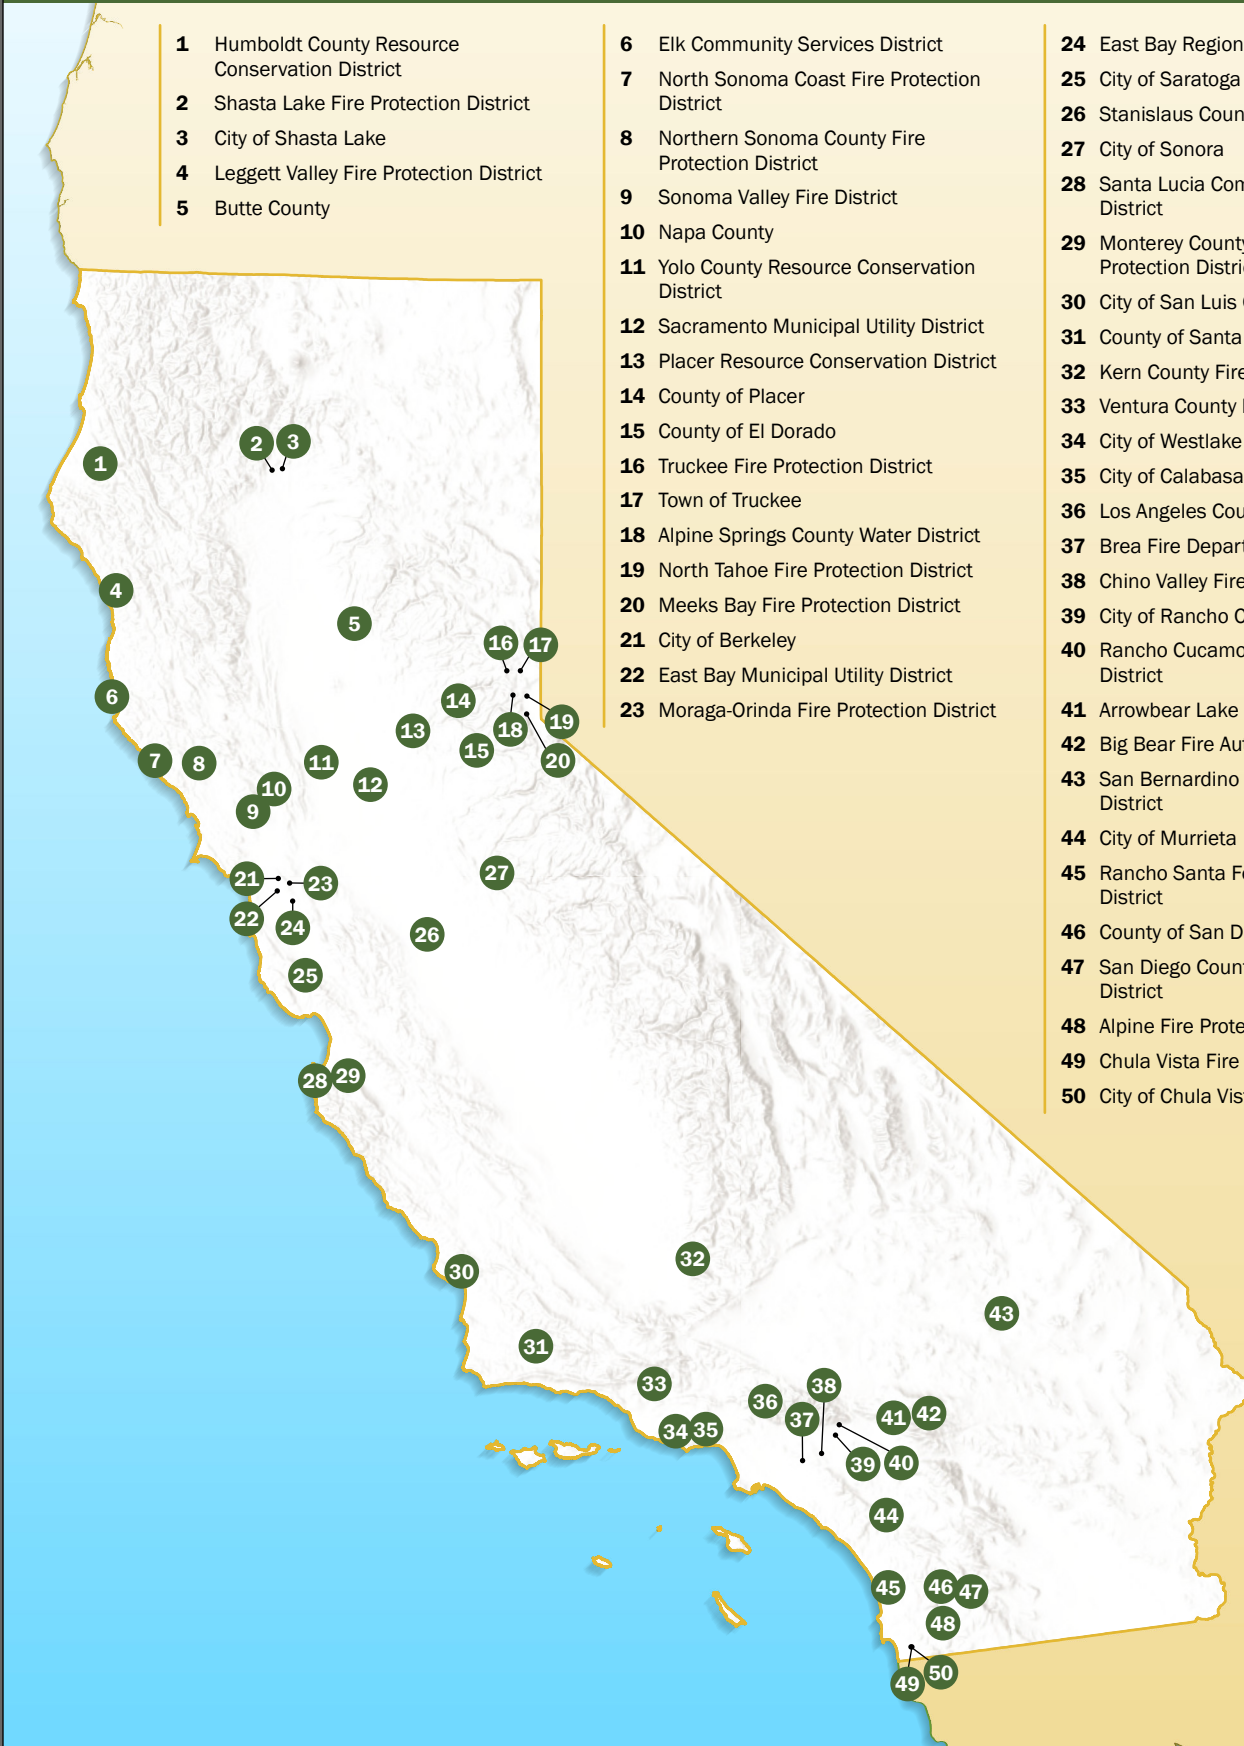 1 Humboldt County Resource
Conservation District
2 Shasta Lake Fire Protection District
3 City of Shasta Lake
4 Leggett Valley Fire Protection District
5 Butte County
6 Elk Community Services District
7 North Sonoma Coast Fire Protection
District
8 Northern Sonoma County Fire
Protection District
9 Sonoma Valley Fire District
10 Napa County
11 Yolo County Resource Conservation
District
12 Sacramento Municipal Utility District
13 Placer Resource Conservation District
14 County of Placer
15 County of El Dorado
16 Truckee Fire Protection District
17 Town of Truckee
18 Alpine Springs County Water District
19 North Tahoe Fire Protection District
20 Meeks Bay Fire Protection District
21 City of Berkeley
22 East Bay Municipal Utility District
23 Moraga-Orinda Fire Protection District
24 East Bay Region
25 City of Saratoga
26 Stanislaus Coun
27 City of Sonora
28 Santa Lucia Com
District
29 Monterey County
Protection Distri
30 City of San Luis
31 County of Santa
32 Kern County Fire
33 Ventura County
34 City of Westlake
35 City of Calabasa
36 Los Angeles Cou
37 Brea Fire Depart
38 Chino Valley Fire
39 City of Rancho C
40 Rancho Cucamo
District
41 Arrowbear Lake
42 Big Bear Fire Aut
43 San Bernardino
District
44 City of Murrieta
45 Rancho Santa Fe
District
46 County of San D
47 San Diego Coun
District
48 Alpine Fire Prote
49 Chula Vista Fire
50 City of Chula Vis
2 3
1
4
5
16 17
6
14
19
18
13
15
7 8 11
20
12
10
9
27
21 23
22
24
26
25
28 29
32
30
43
31
33
38
36
37
41 42
34 35
39 40
44
45 46 47
48
50
49